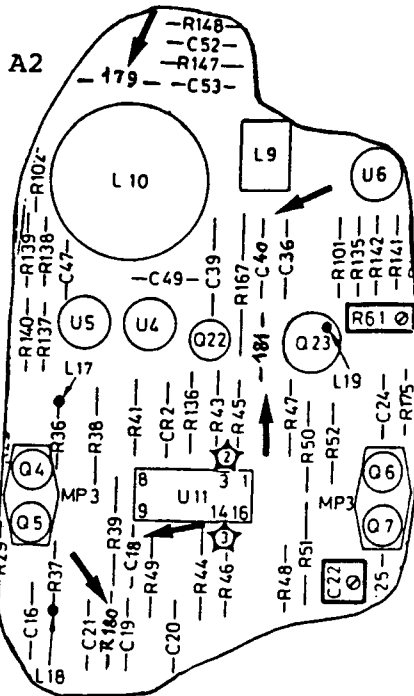 A2
R148
C52
R147
179
C53
L10
L9
U6
R102
R139
R138
C47
C49
C39
R167
C40
C36
R101
R135
R142
R141
R140
R137
U5
U4
Q22
181
Q23
R61
L17
L19
R36
R38
R41
CR2
R136
R43
R45
R47
R50
R52
C24
R175
2
Q4
MP3
8
3
1
U11
9
14
16
Q6
MP3
Q5
Q7
R39
C18
3
R29
R37
R49
R44
R46
R48
R51
C22
25
C16
C21
R180
C19
C20
L18